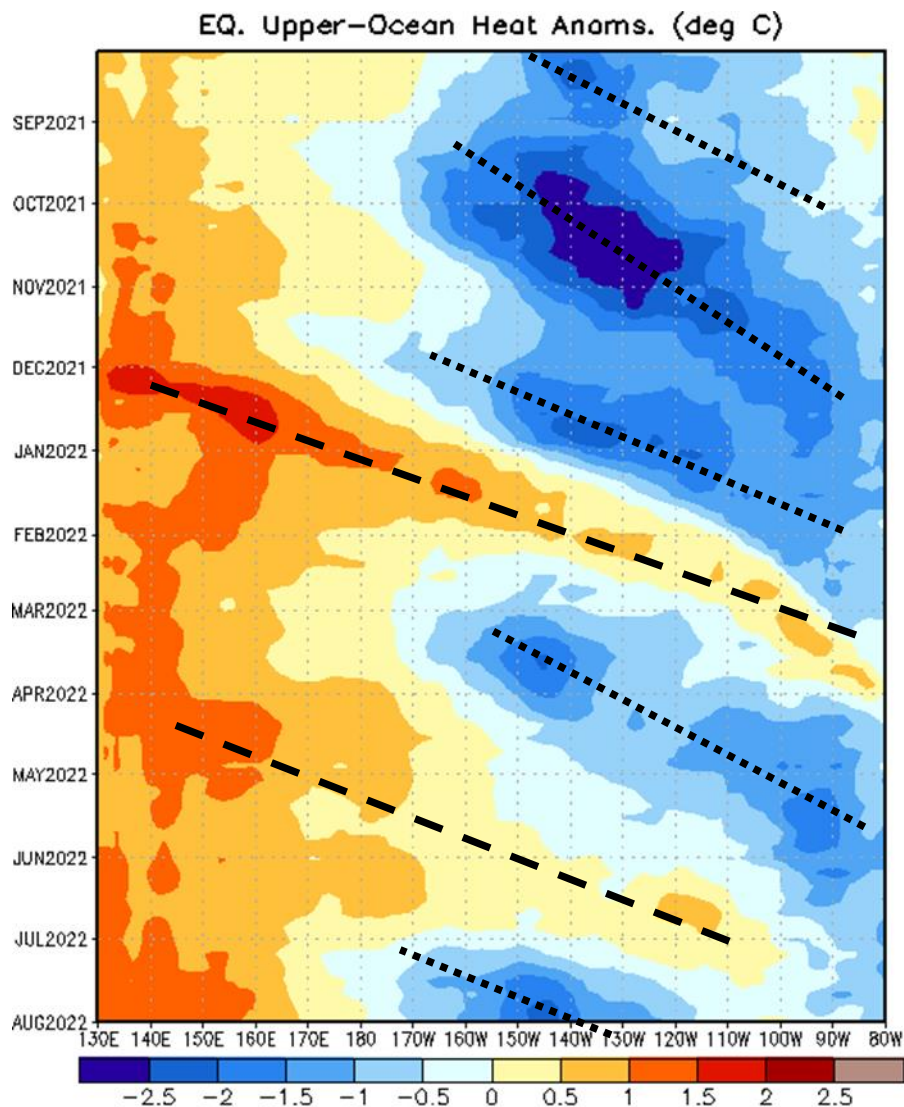 EQ. Upper-Ocean Heat Anoms. (deg C)
SEP2021
OCT2021
NOV2021
DEC2021
JAN2022
FEB2022
MAR2022
APR2022
MAY2022
JUN2022
JUL2022
AUG2022
130E 140E 150E 160E 170E 180 170W 160W 150W 140W 130W 120W 110W 100W 90W 80W
-2.5 -2 -1.5 -1 -0.5 0 0.5 1 1.5 2 2.5